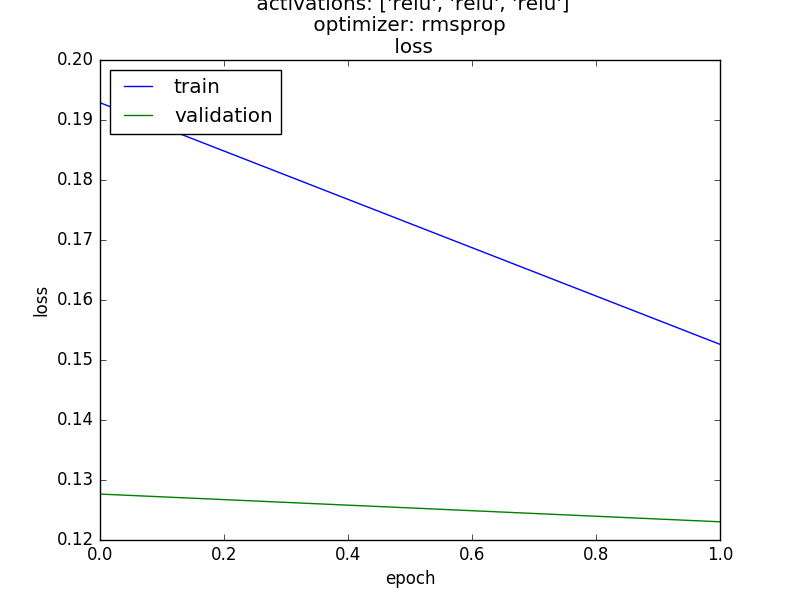 activations: ['relu', 'relu', 'relu']
optimizer: rmsprop
loss
train
validation
0.20
0.19
0.18
0.17
0.16
0.15
0.14
0.13
0.12
loss
0.0 0.2 0.4 0.6 0.8 1.0
epoch